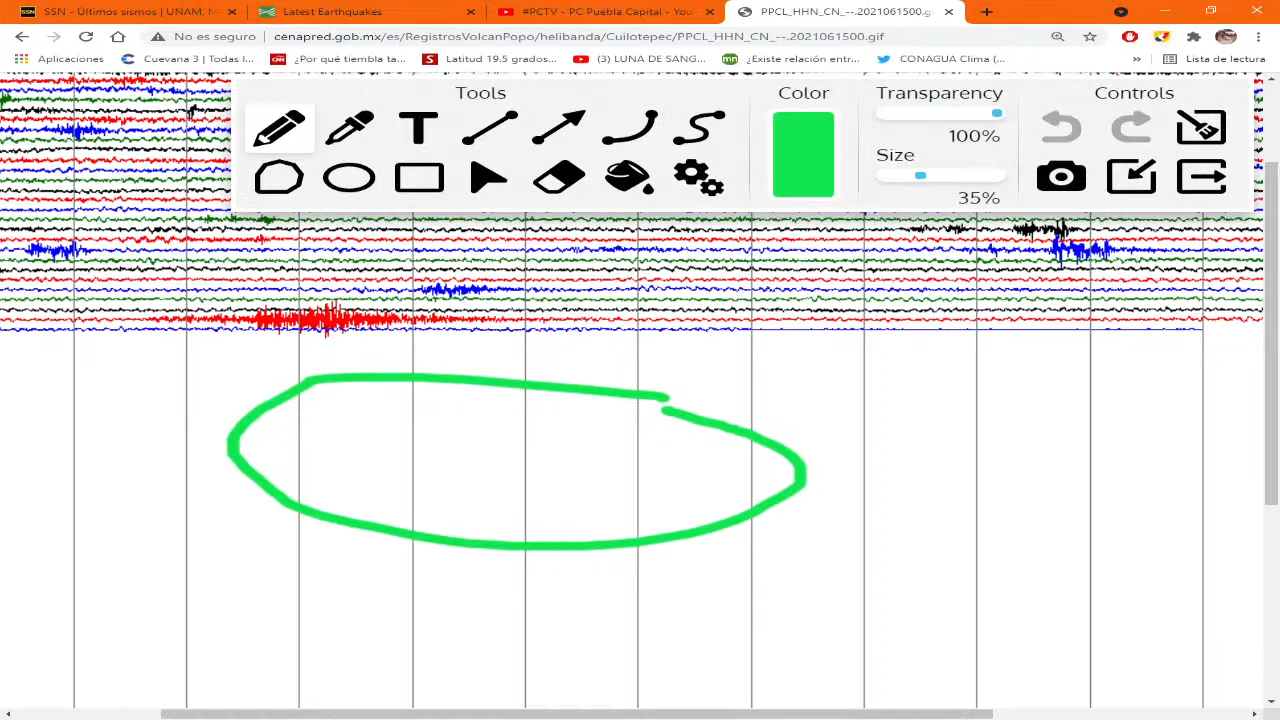 SSN - Últimos sismos | UNAM, M
Latest Earthquakes
#PCTV - PC Puebla Capital - You
PPCL_HHN_CN_--.2021061500.g
No es seguro
cenapred.gob.mx/es/RegistrosVolcanPopo/helibanda/Cuilotepec/PPCL_HHN_CN_--.2021061500.gif
Aplicaciones
Cuevana 3 | Todas l...
¿Por qué tiembla ta...
Latitud 19.5 grados...
(3) LUNA DE SANG...
¿Existe relación entr...
CONAGUA Clima (...
»
Lista de lectura
Tools
Color
Transparency
100%
Size
35%
Controls